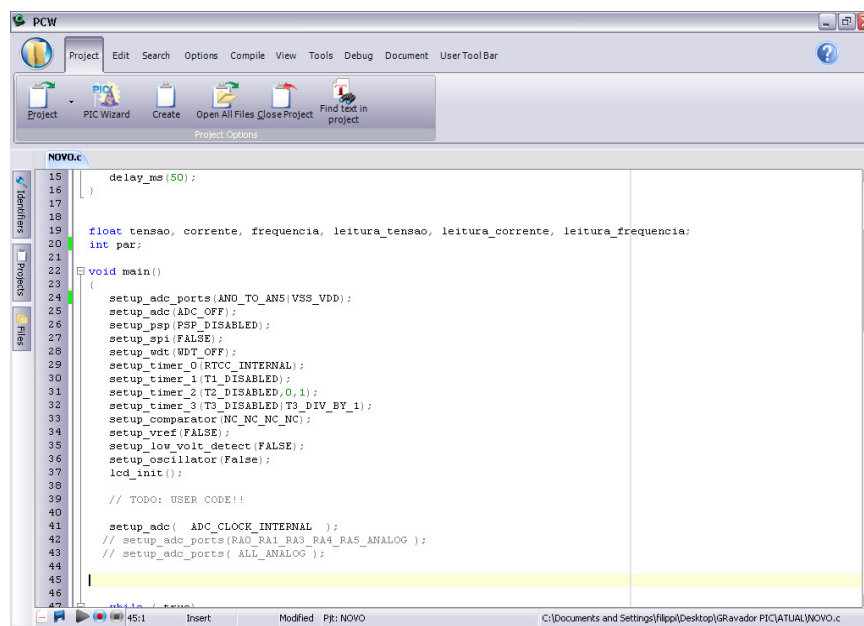 PCW
Project Edit Search Options Compile View Tools Debug Document User Tool Bar
Project PIC Wizard Create Open All Files Close Project Find text in project
Project Options
NOVO.c
Identifiers
Projects
Files
15 delay_ms(50);
16 }
17
18
19 float tensao, corrente, frequencia, leitura_tensao, leitura_corrente, leitura_frequencia;
20 int par;
21
22 void main()
23 {
24 setup_adc_ports(AN0_TO_AN5|VSS_VDD);
25 setup_adc(ADC_OFF);
26 setup_psp(PSP_DISABLED);
27 setup_spi(FALSE);
28 setup_wdt(WDT_OFF);
29 setup_timer_0(RTCC_INTERNAL);
30 setup_timer_1(T1_DISABLED);
31 setup_timer_2(T2_DISABLED,0,1);
32 setup_timer_3(T3_DISABLED|T3_DIV_BY_1);
33 setup_comparator(NC_NC_NC_NC);
34 setup_vref(FALSE);
35 setup_low_volt_detect(FALSE);
36 setup_oscillator(False);
37 lcd_init();
38
39 // TODO: USER CODE!!
40
41 setup_adc( ADC_CLOCK_INTERNAL );
42 // setup_adc_ports(RA0_RA1_RA3_RA4_RA5_ANALOG );
43 // setup_adc_ports( ALL_ANALOG );
44
45
46
47 while ( true)
45:1 Insert Modified Pjt: NOVO C:\Documents and Settings\filippi\Desktop\GRavador PIC\ATUAL\NOVO.c